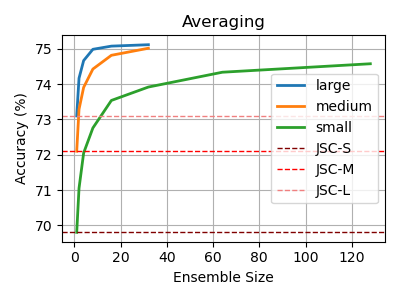 Averaging
Accuracy (%)
75
74
73
72
71
70
large
medium
small
JSC-S
JSC-M
JSC-L
0 20 40 60 80 100 120
Ensemble Size